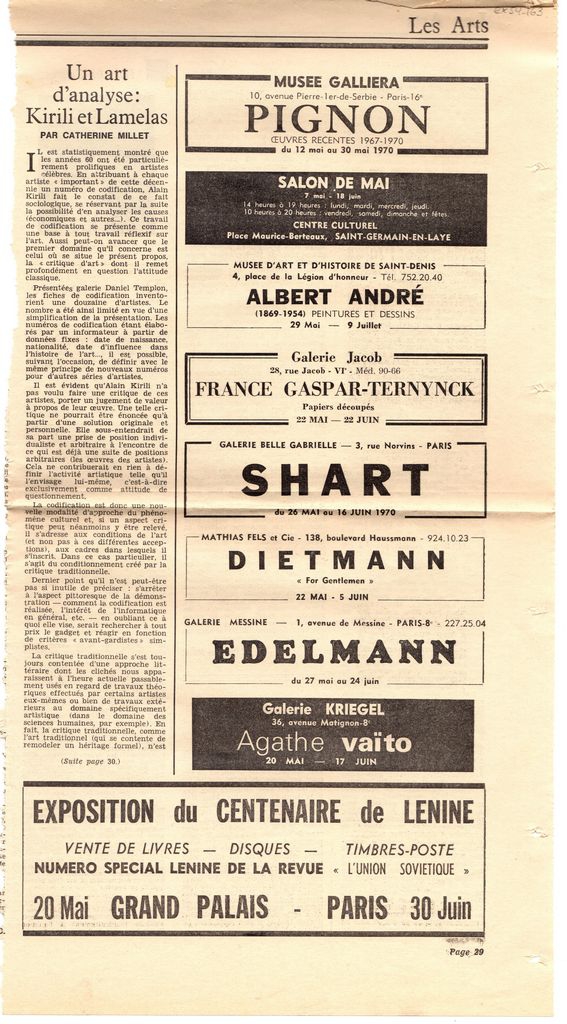 Les Arts
Un art
d'analyse:
Kirili et Lamelas
PAR CATHERINE MILLET
IL est statistiquement montré que
les années 60 ont été particuliè-
rement prolifiques en artistes
célèbres. En attribuant à chaque
artiste « important » de cette décen-
nie un numéro de codification, Alain
Kirili fait le constat de ce fait
sociologique, se réservant par la suite
la possibilité d'en analyser les causes
(économiques et autres...). Ce travail
de codification se présente comme
une base à tout travail réflexif sur
l'art. Aussi peut-on avancer que le
premier domaine qu'il concerne est
celui où se situe le présent propos,
la « critique d'art » dont il remet
profondément en question l'attitude
classique.
Présentées galerie Daniel Templon,
les fiches de codification invento-
rient une douzaine d'artistes. Le
nombre a été ainsi limité en vue d'une
simplification de la présentation. Les
numéros de codification étant élabo-
rés par un informateur à partir de
données fixes : date de naissance,
nationalité, date d'influence dans
l'histoire de l'art..., il est possible,
suivant l'occasion, de définir avec le
même principe de nouveaux numéros
pour d'autres séries d'artistes.
Il est évident qu'Alain Kirili n'a
pas voulu faire une critique de ces
artistes, porter un jugement de valeur
à propos de leur œuvre. Une telle cri-
tique ne pourrait être énoncée qu'à
partir d'une solution originale et
personnelle. Elle sous-entendrait de
sa part une prise de position indivi-
dualiste et arbitraire à l'encontre de
ce qui est déjà une suite de positions
arbitraires (les œuvres des artistes).
Cela ne contribuerait en rien à dé-
finir l'activité artistique telle qu'il
l'envisage lui-même, c'est-à-dire
exclusivement comme attitude de
questionnement.
La codification est donc une nou-
velle modalité d'approche du phéno-
mène culturel et, si un aspect cri-
tique peut néanmoins y être relevé,
il s'adresse aux conditions de l'art
(et non pas à ces différentes accep-
tions), aux cadres dans lesquels il
s'inscrit. Dans ce cas particulier, il
s'agit du conditionnement créé par la
critique traditionnelle.
Dernier point qu'il n'est peut-être
pas si inutile de préciser : s'arrêter
à l'aspect pittoresque de la démons-
tration — comment la codification est
réalisée, l'intérêt de l'informatique
en général, etc. — en oubliant ce à
quoi elle vise, serait rechercher à tout
prix le gadget et réagir en fonction
de critères « avant-gardistes » sim-
plistes.
La critique traditionnelle s'est tou-
jours contentée d'une approche lit-
téraire dont les clichés nous appa-
raissent à l'heure actuelle passable-
ment usés en regard de travaux théo-
riques effectués par certains artistes
eux-mêmes ou bien de travaux exté-
rieurs au domaine spécifiquement
artistique (dans le domaine des
sciences humaines, par exemple). En
fait, la critique traditionnelle, comme
l'art traditionnel (qui se contente de
remodeler un héritage formel), n'est
(Suite page 30.)
MUSEE GALLIERA
10, avenue Pierre-1er-de-Serbie - Paris-16e
PIGNON
ŒUVRES RECENTES 1967-1970
du 12 mai au 30 mai 1970
SALON DE MAI
7 mai - 18 juin
14 heures à 19 heures : lundi, mardi, mercredi, jeudi.
10 heures à 20 heures : vendredi, samedi, dimanche et fêtes.
CENTRE CULTUREL
Place Maurice-Berteaux, SAINT-GERMAIN-EN-LAYE
MUSEE D'ART ET D'HISTOIRE DE SAINT-DENIS
4, place de la Légion d'honneur - Tél. 752.20.40
ALBERT ANDRÉ
(1869-1954) PEINTURES ET DESSINS
29 Mai — 9 Juillet
Galerie Jacob
28, rue Jacob - VIe - Méd. 90-66
FRANCE GASPAR-TERNYNCK
Papiers découpés
22 MAI — 22 JUIN
GALERIE BELLE GABRIELLE — 3, rue Norvins - PARIS
SHART
du 26 MAI au 16 JUIN 1970
MATHIAS FELS et Cie - 138, boulevard Haussmann - 924.10.23
DIETMANN
« For Gentlemen »
22 MAI - 5 JUIN
GALERIE MESSINE — 1, avenue de Messine - PARIS-8e - 227.25.04
EDELMANN
du 27 mai au 24 juin
Galerie KRIEGEL
36, avenue Matignon-8e
Agathe vaïto
20 MAI — 17 JUIN
EXPOSITION du CENTENAIRE de LENINE
VENTE DE LIVRES — DISQUES — TIMBRES-POSTE
NUMERO SPECIAL LENINE DE LA REVUE « L'UNION SOVIETIQUE »
20 Mai GRAND PALAIS - PARIS 30 Juin
Page 29